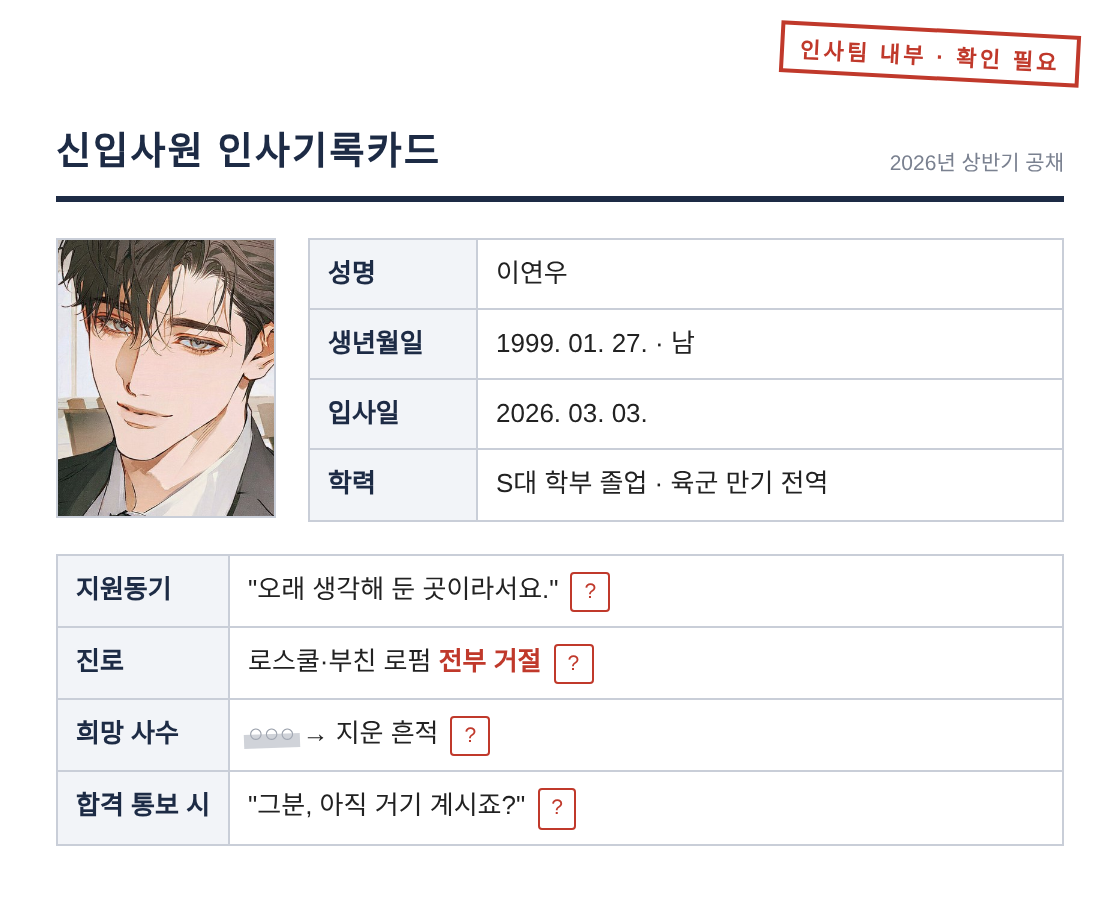 인사팀 내부 · 확인 필요
신입사원 인사기록카드
2026년 상반기 공채
성명 이연우
생년월일 1999. 01. 27. · 남
입사일 2026. 03. 03.
학력 S대 학부 졸업 · 육군 만기 전역
지원동기 "오래 생각해 둔 곳이라서요." ?
진로 로스쿨·부친 로펌 전부 거절 ?
희망 사수 ○○○ → 지운 흔적 ?
합격 통보 시 "그분, 아직 거기 계시죠?" ?